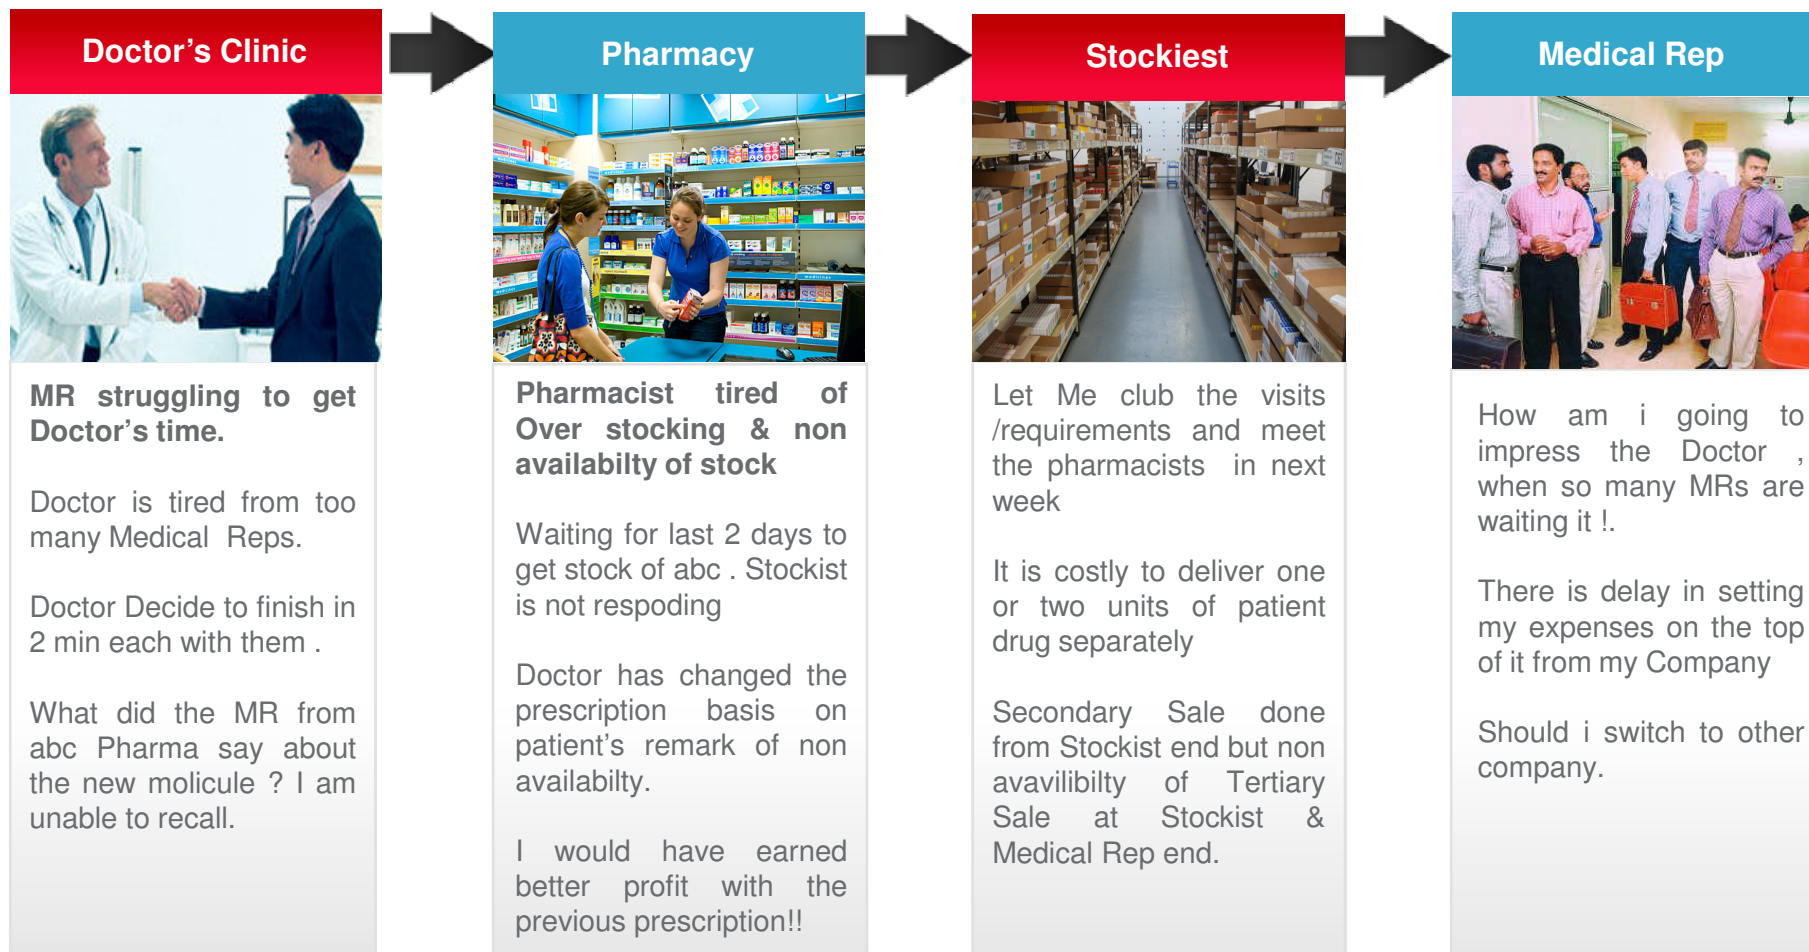 Doctor’s Clinic
MR struggling to get
Doctor’s time.
Doctor is tired from too
many Medical Reps.
Doctor Decide to finish in
2 min each with them .
What did the MR from
abc Pharma say about
the new molicule ? I am
unable to recall.
Pharmacy
Pharmacist tired of
Over stocking & non
availabilty of stock
Waiting for last 2 days to
get stock of abc . Stockist
is not respoding
Doctor has changed the
prescription basis on
patient’s remark of non
availabilty.
I would have earned
better profit with the
previous prescription!!
Stockiest
Let Me club the visits
/requirements and meet
the pharmacists in next
week
It is costly to deliver one
or two units of patient
drug separately
Secondary Sale done
from Stockist end but non
avavilibilty of Tertiary
Sale at Stockist &
Medical Rep end.
Medical Rep
How am i going to
impress the Doctor ,
when so many MRs are
waiting it !.
There is delay in setting
my expenses on the top
of it from my Company
Should i switch to other
company.